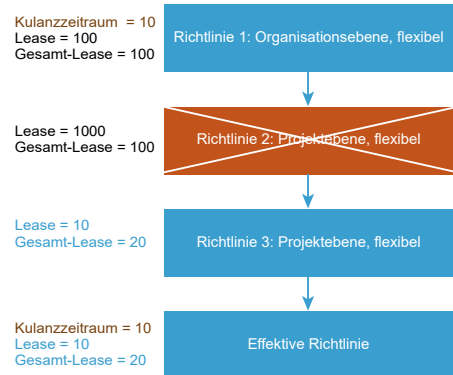 Kulanzzeitraum = 10
Lease = 100
Gesamt-Lease = 100
Richtlinie 1: Organisationsebene, flexibel
Lease = 1000
Gesamt-Lease = 100
Richtlinie 2: Projektebene, flexibel
Lease = 10
Gesamt-Lease = 20
Richtlinie 3: Projektebene, flexibel
Kulanzzeitraum = 10
Lease = 10
Gesamt-Lease = 20
Effektive Richtlinie